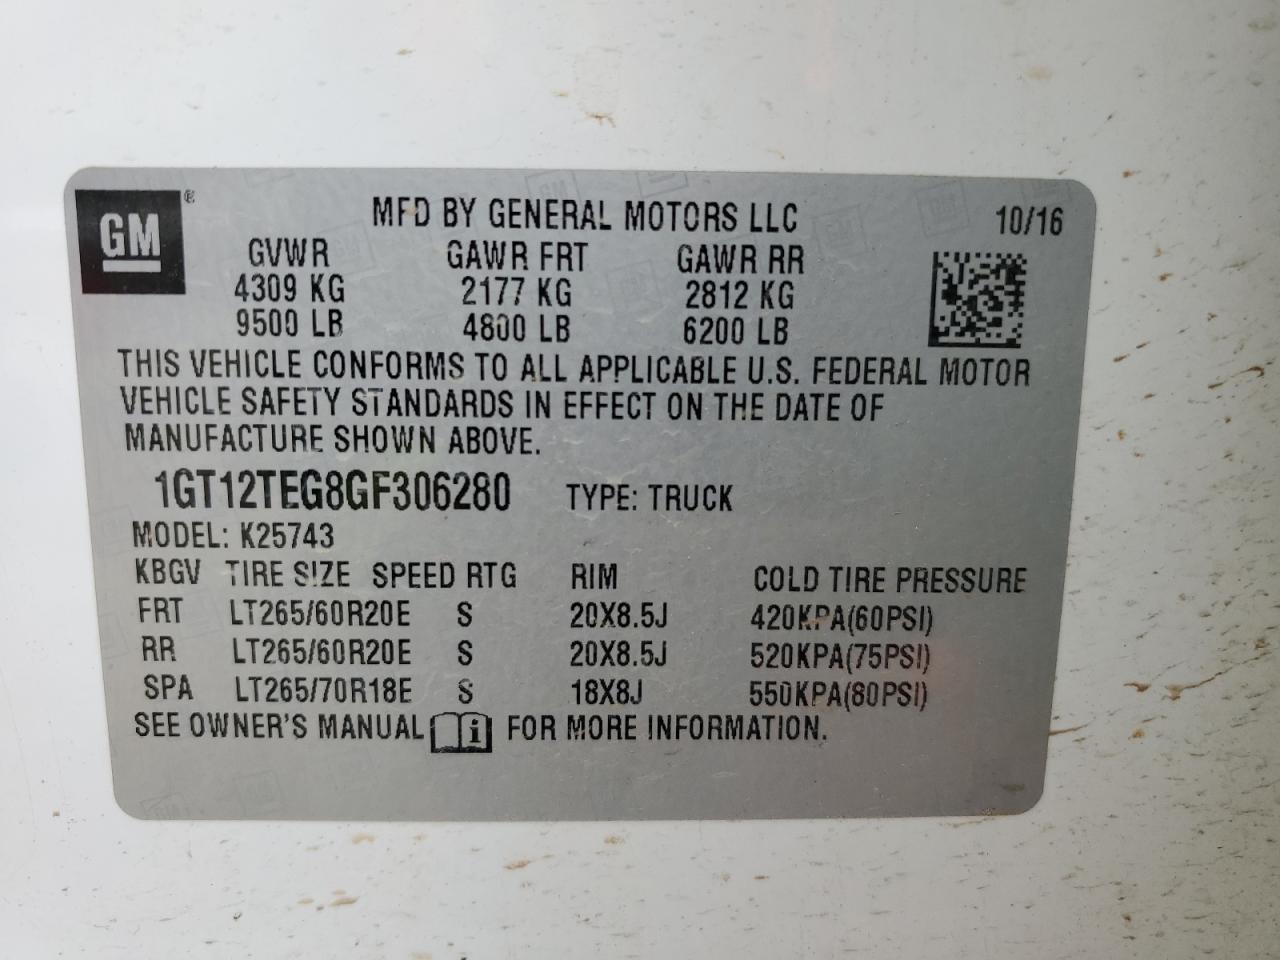 GM ®
MFD BY GENERAL MOTORS LLC 10/16
GVWR GAWR FRT GAWR RR
4309 KG 2177 KG 2812 KG
9500 LB 4800 LB 6200 LB
THIS VEHICLE CONFORMS TO ALL APPLICABLE U.S. FEDERAL MOTOR
VEHICLE SAFETY STANDARDS IN EFFECT ON THE DATE OF
MANUFACTURE SHOWN ABOVE.
1GT12TEG8GF306280 TYPE: TRUCK
MODEL: K25743
KBGV TIRE SIZE SPEED RTG RIM COLD TIRE PRESSURE
FRT LT265/60R20E S 20X8.5J 420KPA(60PSI)
RR LT265/60R20E S 20X8.5J 520KPA(75PSI)
SPA LT265/70R18E S 18X8J 550KPA(80PSI)
SEE OWNER'S MANUAL i FOR MORE INFORMATION.